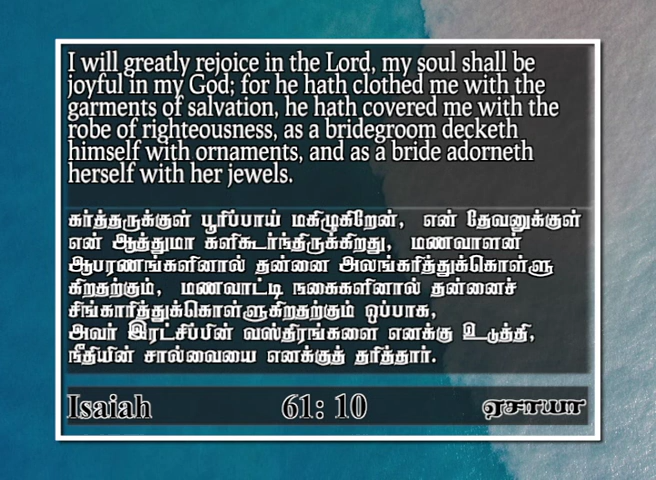 I will greatly rejoice in the Lord, my soul shall be
joyful in my God; for he hath clothed me with the
garments of salvation, he hath covered me with the
robe of righteousness, as a bridegroom decketh
himself with ornaments, and as a bride adorneth
herself with her jewels.
கர்த்தருக்குள் பூரிப்பாய் மகிழுகிறேன், என் தேவனுக்குள்
என் ஆத்துமா களிகூர்ந்திருக்கிறது, மணவாளன்
ஆபரணங்களினால் தன்னை அலங்கரித்துக்கொள்ளு
கிறதற்கும், மணவாட்டி நகைகளினால் தன்னைச்
சிங்காரித்துக்கொள்ளுகிறதற்கும் ஒப்பாக,
அவர் இரட்சிப்பின் வஸ்திரங்களை எனக்கு உடுத்தி,
நீதியின் சால்வையை எனக்குத் தரித்தார்.
Isaiah 61: 10 ஏசாயா